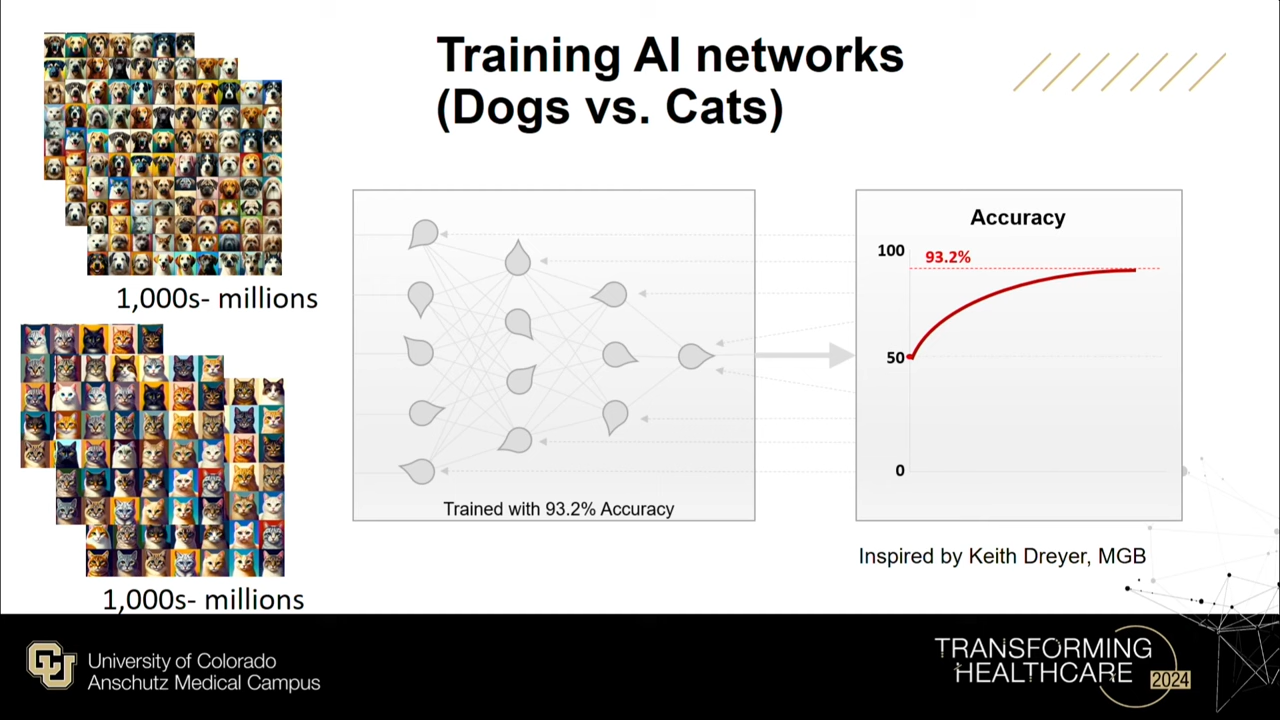 Training AI networks
(Dogs vs. Cats)
1,000s- millions
1,000s- millions
Trained with 93.2% Accuracy
Accuracy
100
93.2%
50
0
Inspired by Keith Dreyer, MGB
CU
University of Colorado
Anschutz Medical Campus
TRANSFORMING
HEALTHCARE
2024